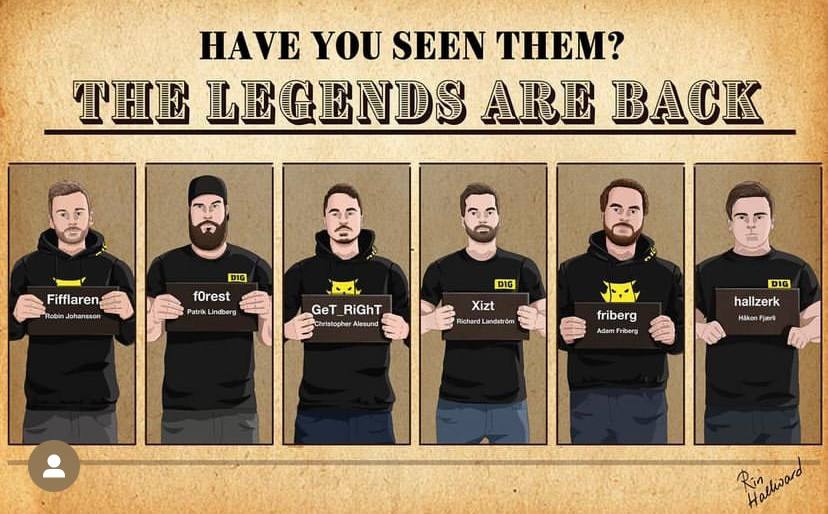 HAVE YOU SEEN THEM?
THE LEGENDS ARE BACK
Fifflaren
Robin Johansson
DIG
f0rest
Patrik Lindberg
GeT_RiGhT
Christopher Alesund
DIG
Xizt
Richard Landström
friberg
Adam Friberg
DIG
hallzerk
Håkon Fjærli
Rin
Hallward